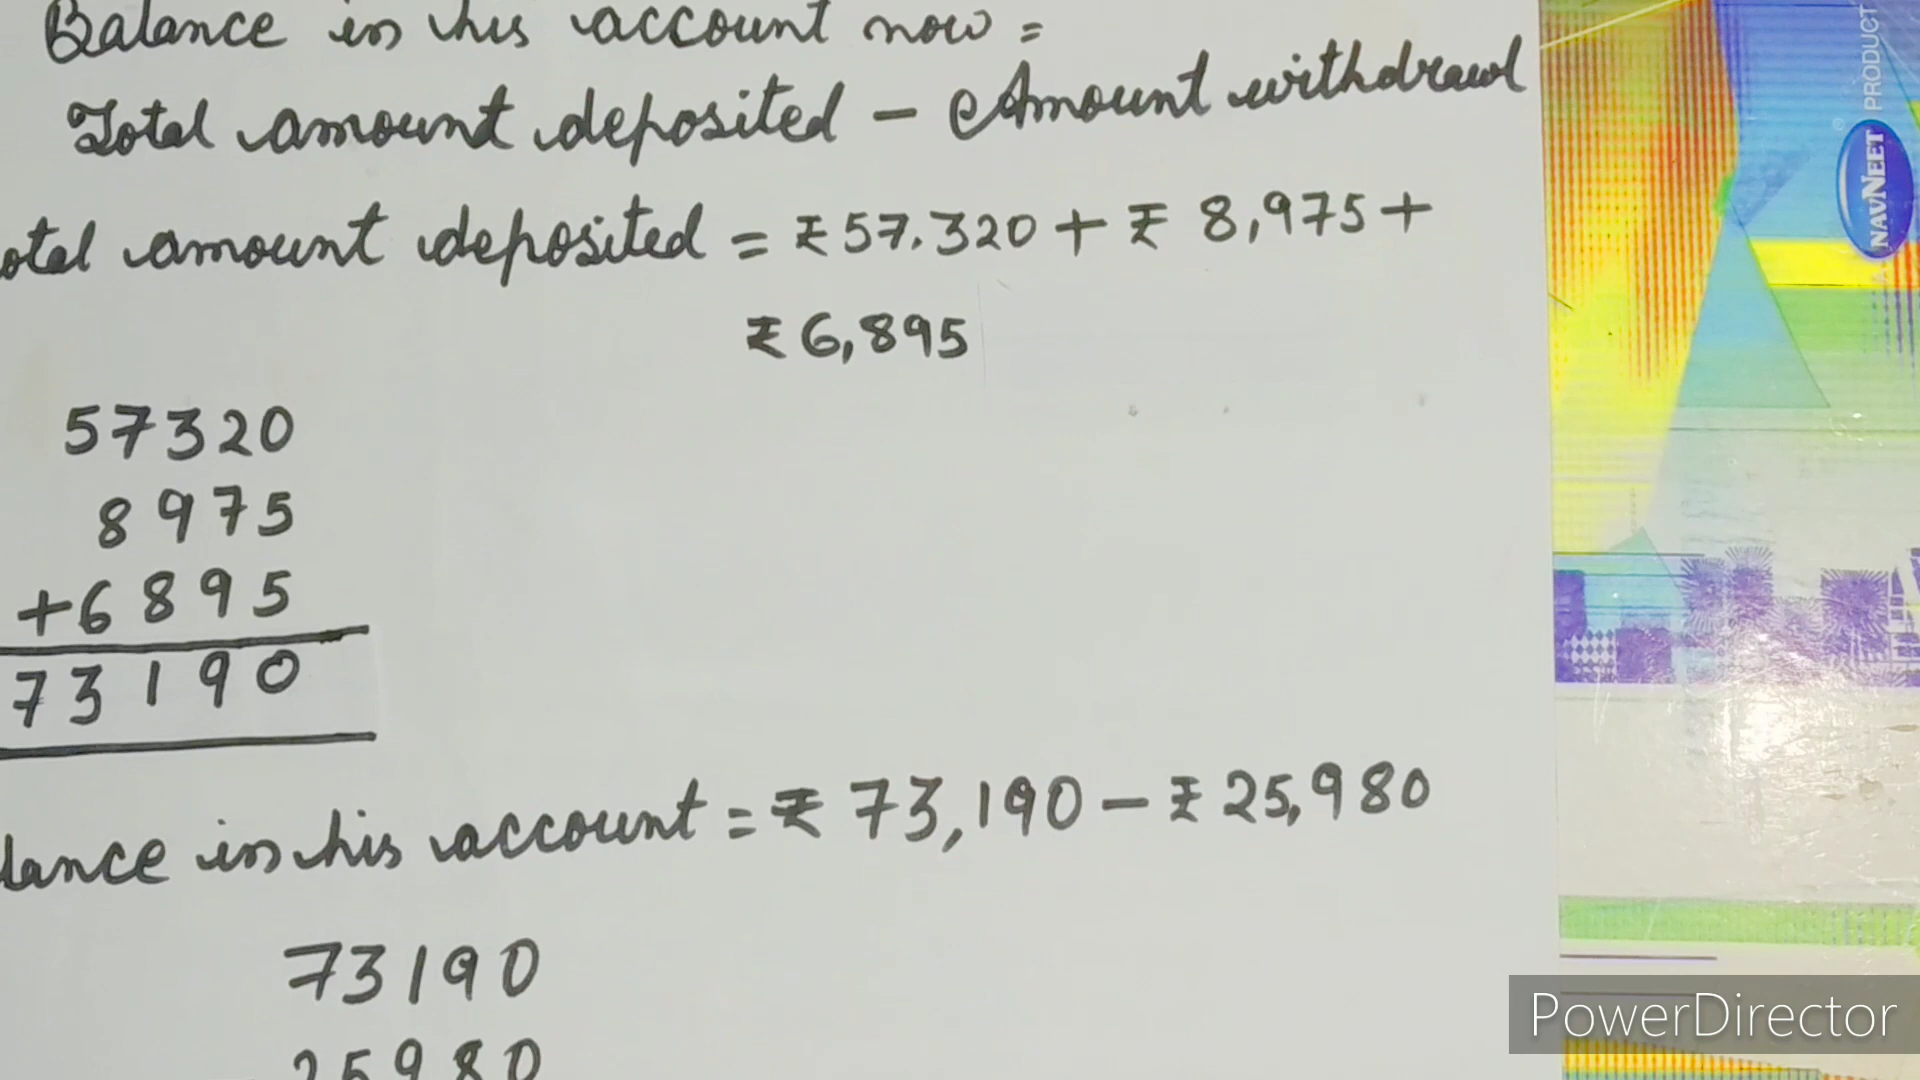 Balance in his account now =
Total amount deposited - Amount withdrawl
otal amount deposited = ₹57.320 + ₹ 8,975 +
₹6,895
57320
8975
+6895
73190
lance in his account = ₹ 73,190 - ₹ 25,980
73190
25980
NAVNEET PRODUCT
PowerDirector